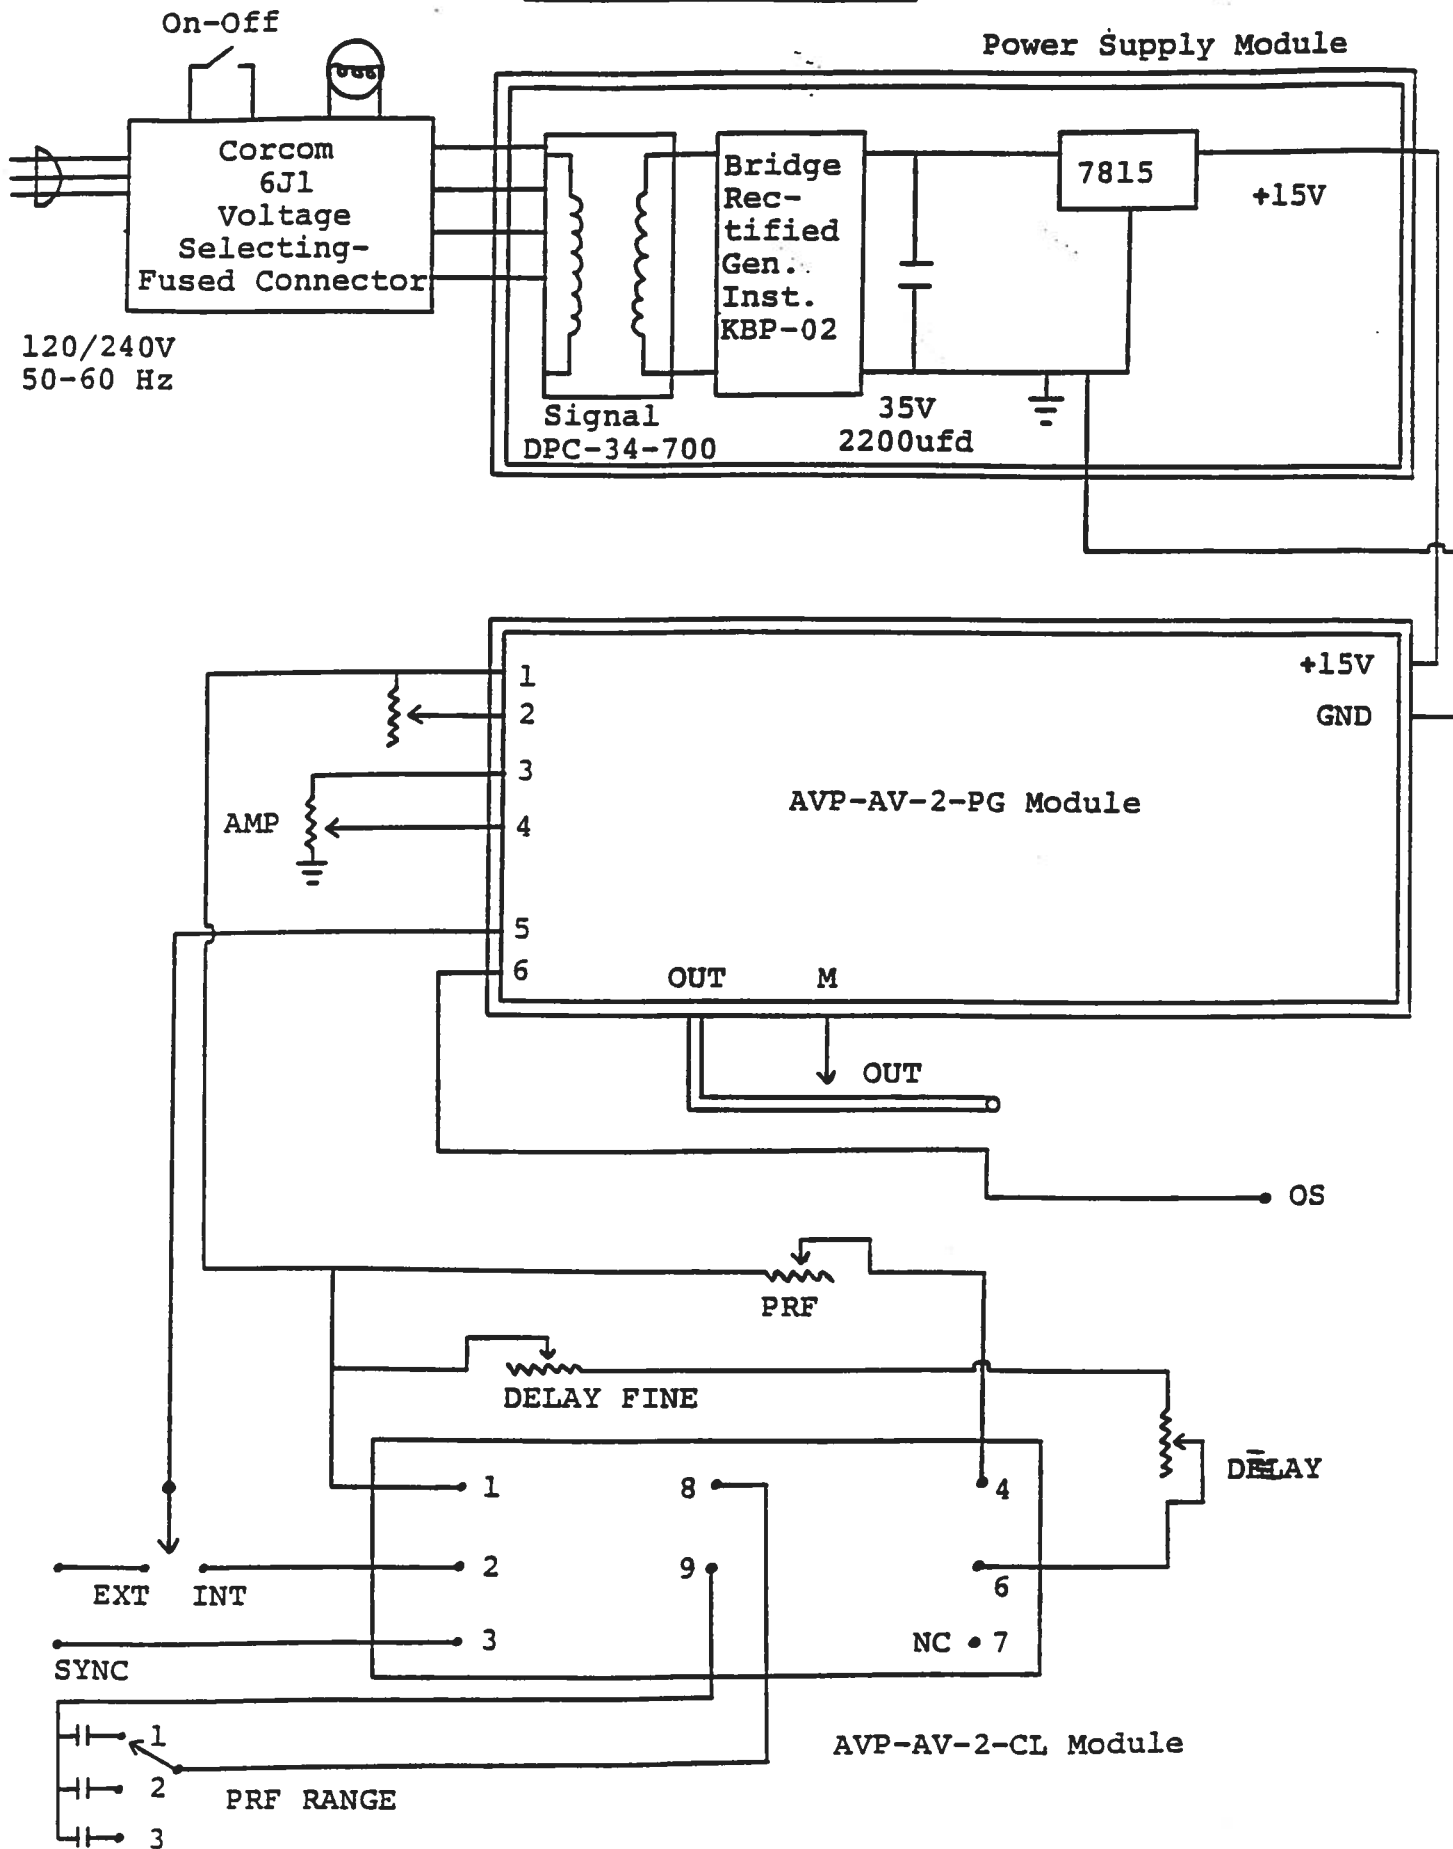 On-Off
Power Supply Module
Corcom
6J1
Voltage
Selecting-
Fused Connector
120/240V
50-60 Hz
Signal
DPC-34-700
Bridge
Rec-
tified
Gen.
Inst.
KBP-02
35V
2200ufd
7815
+15V
1
2
3
4
5
6
AMP
+15V
GND
AVP-AV-2-PG Module
OUT
M
OUT
OS
PRF
DELAY FINE
DELAY
1
2
3
8
9
4
6
NC
7
EXT
INT
SYNC
1
2
3
PRF RANGE
AVP-AV-2-CL Module